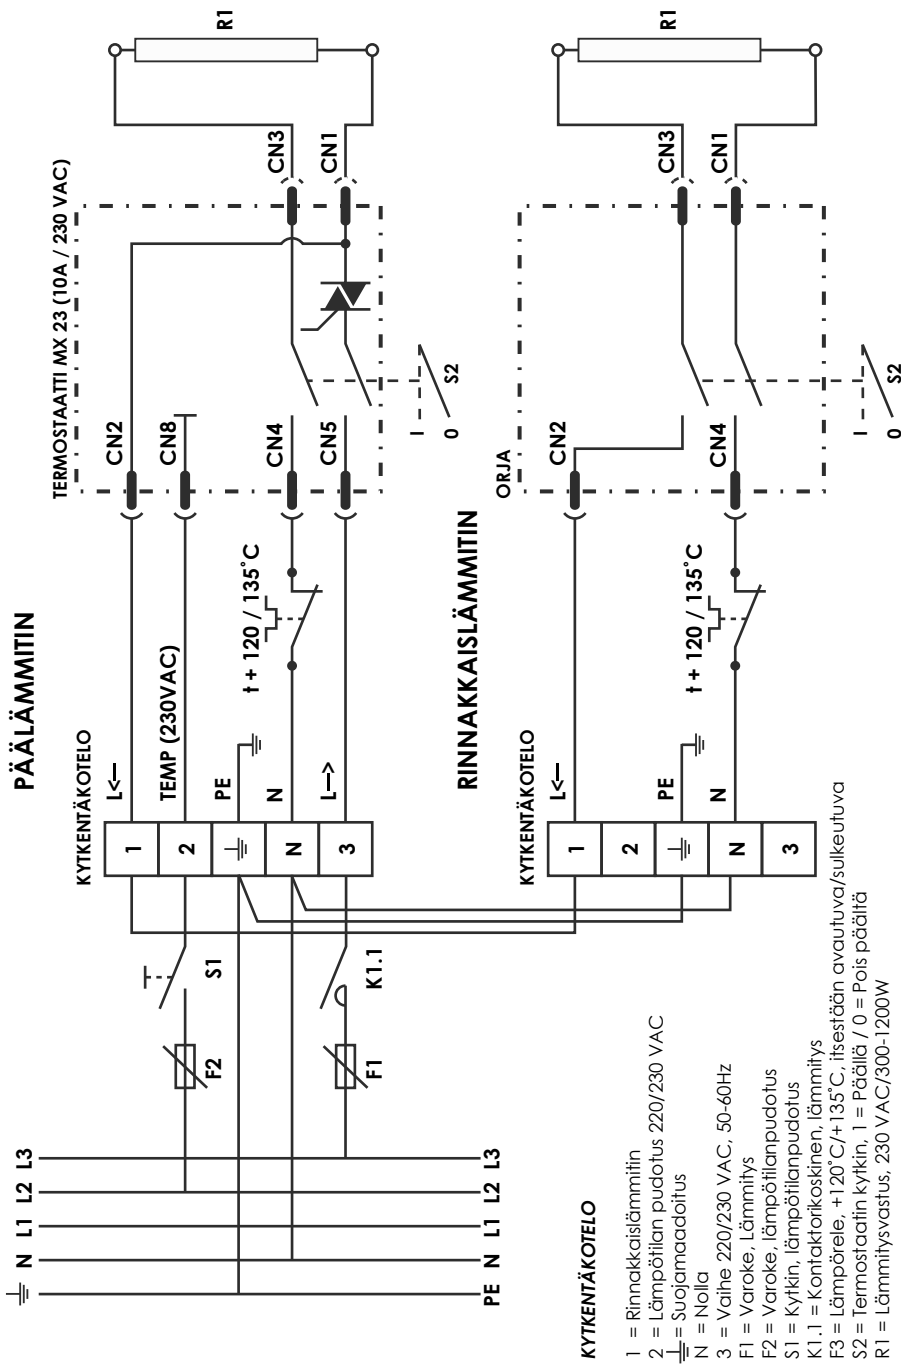 PÄÄLÄMMITIN
KYTKENTÄKOTELO
TERMOSTAATTI MX 23 (10A / 230 VAC)
L3
L2
L1
N
F2
S1
F1
K1.1
1
2
N
3
L<—
TEMP (230VAC)
PE
N
L—>
t + 120 / 135°C
CN2
CN8
CN4
CN5
I
0
S2
CN3
CN1
R1
L3
L2
L1
N
PE
RINNAKKAISLÄMMITIN
KYTKENTÄKOTELO
ORJA
1
2
N
3
L<—
PE
N
t + 120 / 135°C
CN2
CN4
I
0
S2
CN3
CN1
R1
KYTKENTÄKOTELO
1 = Rinnakkaislämmitin
2 = Lämpötilan pudotus 220/230 VAC
= Suojamaadoitus
N = Nolla
3 = Vaihe 220/230 VAC, 50-60Hz
F1 = Varoke, Lämmitys
F2 = Varoke, lämpötilanpudotus
S1 = Kytkin, lämpötilanpudotus
K1.1 = Kontaktorikoskinen, lämmitys
F3 = Lämpörele, +120°C/+135°C, itsestään avautuva/sulkeutuva
S2 = Termostaatin kytkin, 1 = Päällä / 0 = Pois päältä
R1 = Lämmitysvastus, 230 VAC/300-1200W